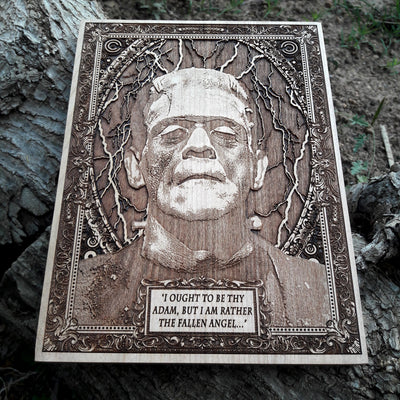 'I OUGHT TO BE THY
ADAM, BUT I AM RATHER
THE FALLEN ANGEL...'